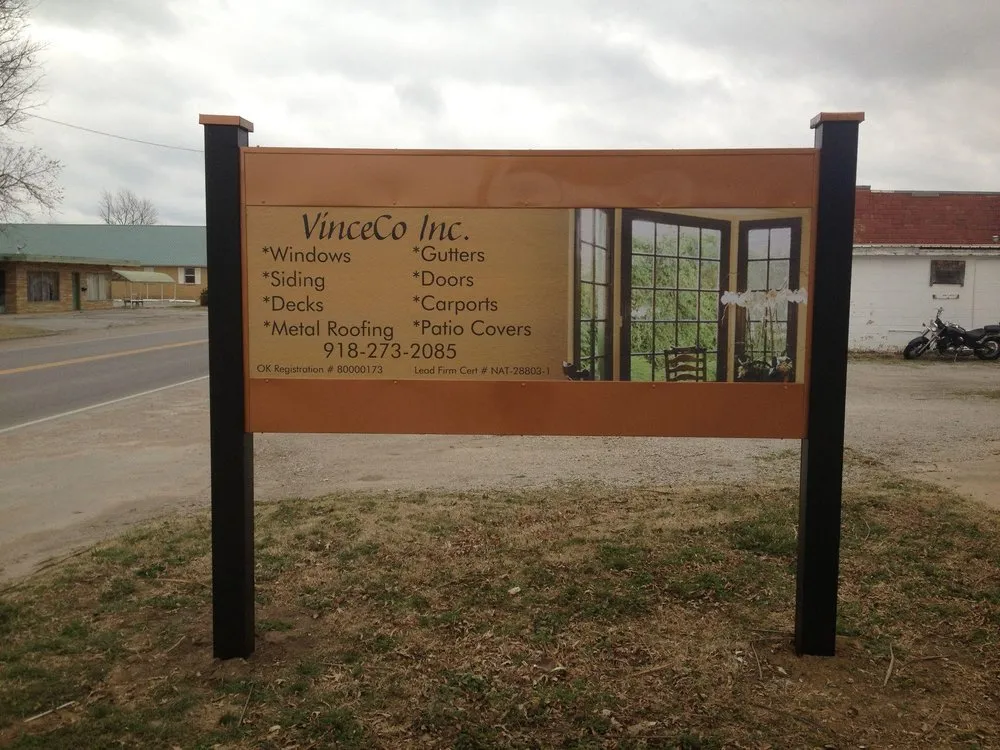 VinceCo Inc.
*Windows *Gutters
*Siding *Doors
*Decks *Carports
*Metal Roofing *Patio Covers
918-273-2085
OK Registration # 80000173 Lead Firm Cert # NAT-28803-1